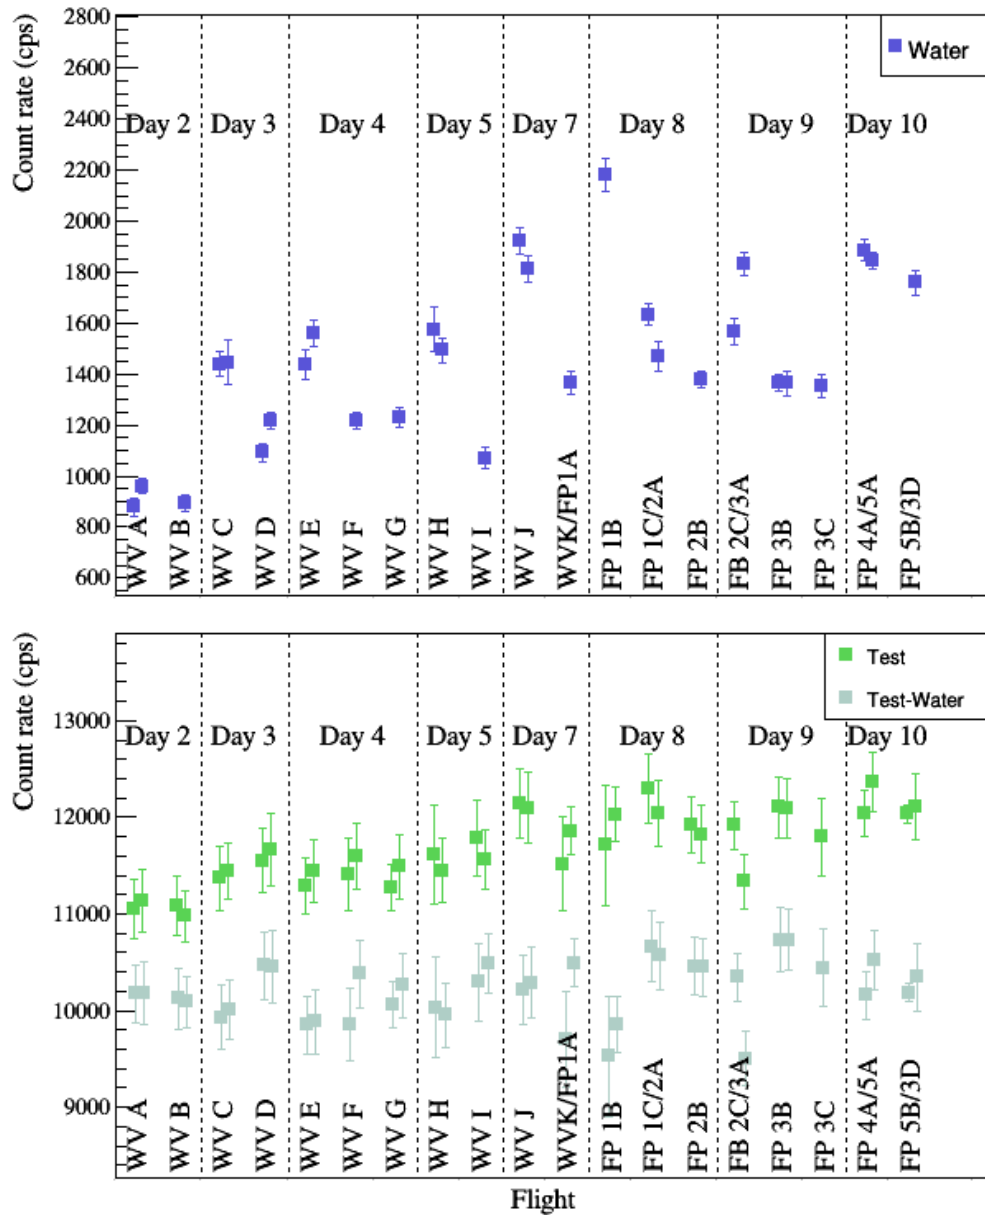 Count rate (cps)
2800
2600
2400
2200
2000
1800
1600
1400
1200
1000
800
600
Water
Day 2 Day 3 Day 4 Day 5 Day 7 Day 8 Day 9 Day 10
WV A
WV B
WV C
WV D
WV E
WV F
WV G
WV H
WV I
WV J
WVK/FP1A
FP 1B
FP 1C/2A
FP 2B
FB 2C/3A
FP 3B
FP 3C
FP 4A/5A
FP 5B/3D
Count rate (cps)
13000
12000
11000
10000
9000
Test
Test-Water
Day 2 Day 3 Day 4 Day 5 Day 7 Day 8 Day 9 Day 10
WV A
WV B
WV C
WV D
WV E
WV F
WV G
WV H
WV I
WV J
WVK/FP1A
FP 1B
FP 1C/2A
FP 2B
FB 2C/3A
FP 3B
FP 3C
FP 4A/5A
FP 5B/3D
Flight